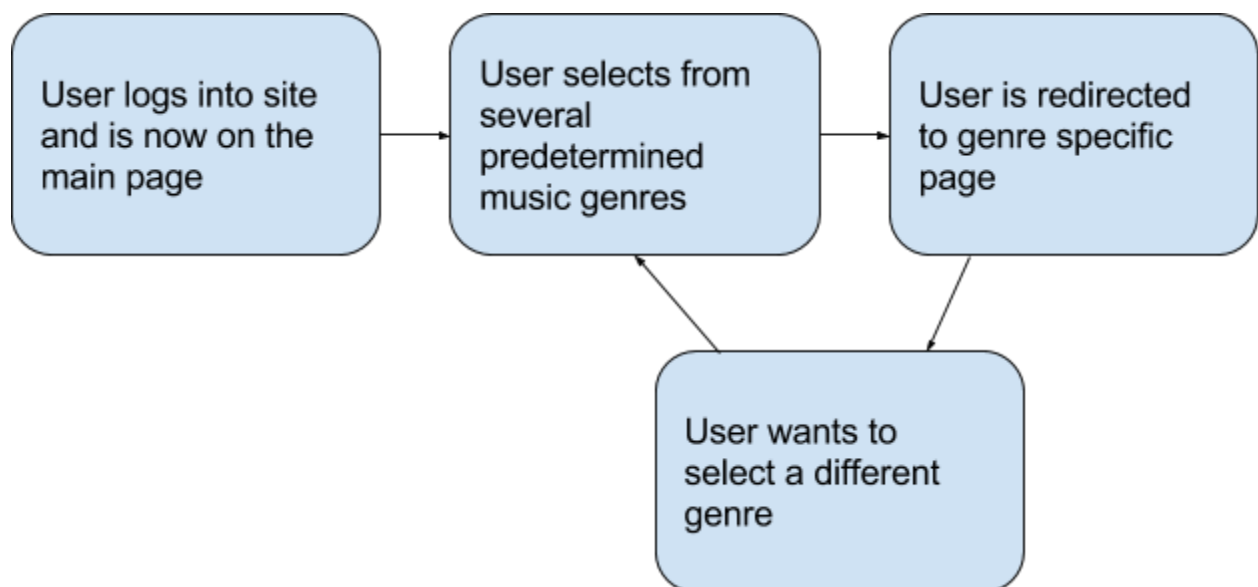 User logs into site
and is now on the
main page
User selects from
several
predetermined
music genres
User is redirected
to genre specific
page
User wants to
select a different
genre